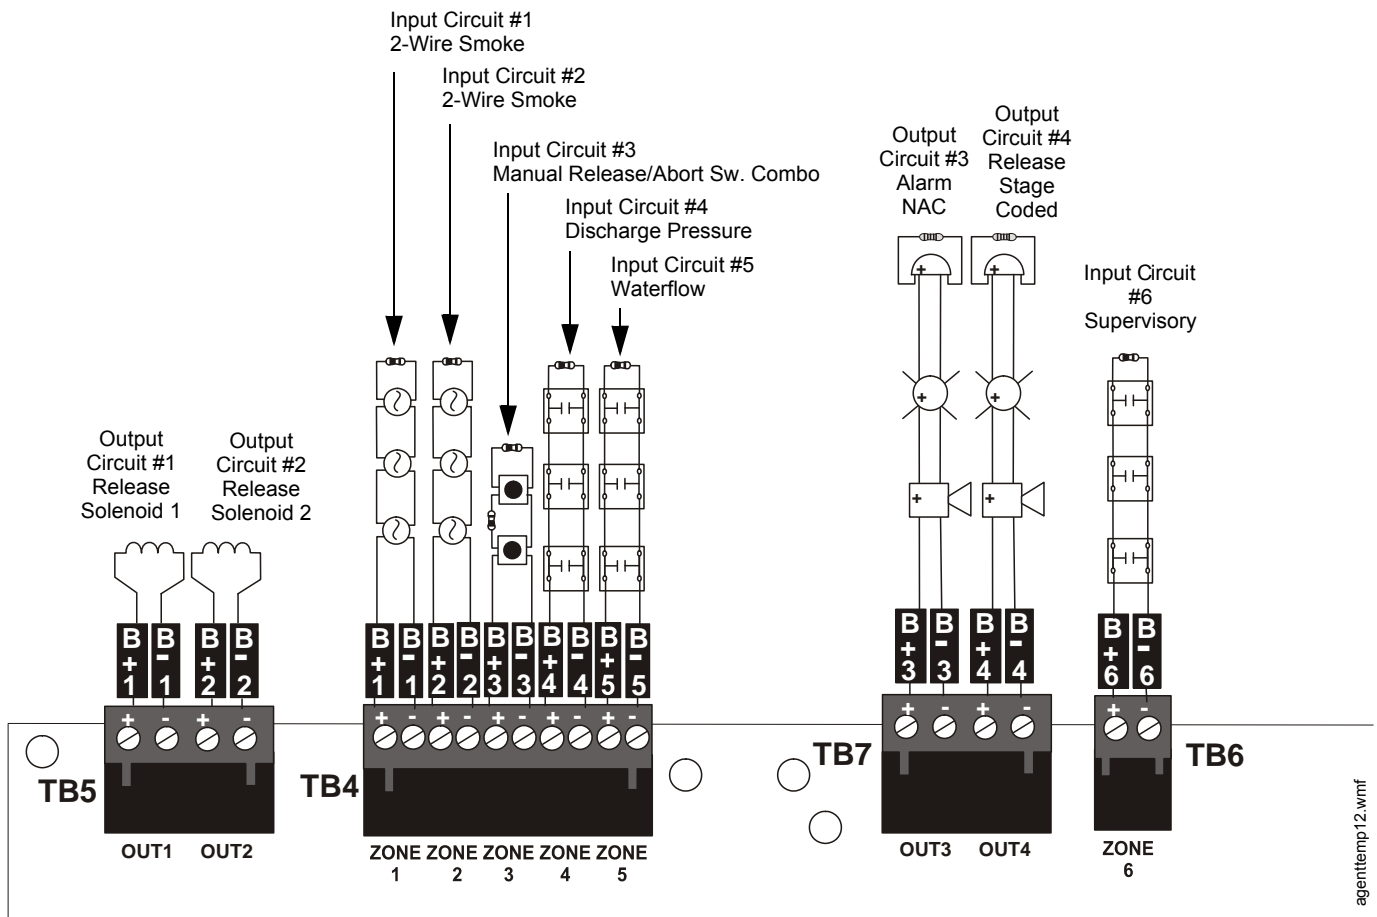 Input Circuit #1
2-Wire Smoke
Input Circuit #2
2-Wire Smoke
Input Circuit #3
Manual Release/Abort Sw. Combo
Input Circuit #4
Discharge Pressure
Input Circuit #5
Waterflow
Output
Circuit #3
Alarm
NAC
Output
Circuit #4
Release
Stage
Coded
Input Circuit
#6
Supervisory
Output
Circuit #1
Release
Solenoid 1
Output
Circuit #2
Release
Solenoid 2
B+1
B-1
B+2
B-2
B+1
B-1
B+2
B-2
B+3
B-3
B+4
B-4
B+5
B-5
B+3
B-3
B+4
B-4
B+6
B-6
+ - + -
+ - + - + - + - + -
+ - + -
+ -
TB5
TB4
TB7
TB6
OUT1 OUT2
ZONE 1
ZONE 2
ZONE 3
ZONE 4
ZONE 5
OUT3 OUT4
ZONE 6
agenttemp12.wmf